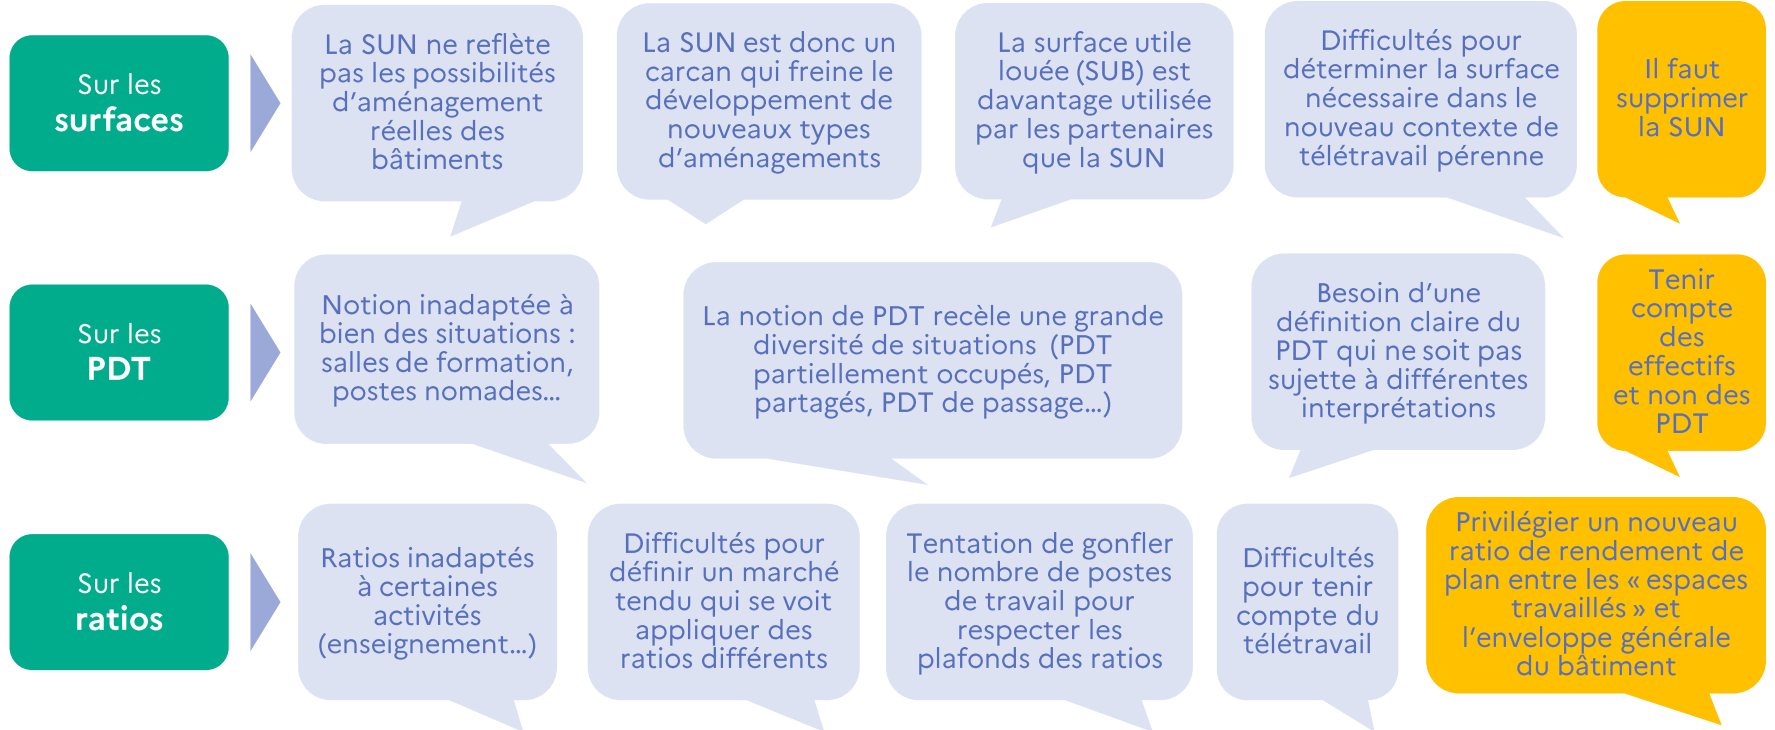 Sur les
surfaces
La SUN ne reflète
pas les possibilités
d’aménagement
réelles des
bâtiments
La SUN est donc un
carcan qui freine le
développement de
nouveaux types
d’aménagements
La surface utile
louée (SUB) est
davantage utilisée
par les partenaires
que la SUN
Difficultés pour
déterminer la surface
nécessaire dans le
nouveau contexte de
télétravail pérenne
Il faut
supprimer
la SUN
Sur les
PDT
Notion inadaptée à
bien des situations :
salles de formation,
postes nomades…
La notion de PDT recèle une grande
diversité de situations (PDT
partiellement occupés, PDT
partagés, PDT de passage…)
Besoin d’une
définition claire du
PDT qui ne soit pas
sujette à différentes
interprétations
Tenir
compte
des
effectifs
et non des
PDT
Sur les
ratios
Ratios inadaptés
à certaines
activités
(enseignement…)
Difficultés pour
définir un marché
tendu qui se voit
appliquer des
ratios différents
Tentation de gonfler
le nombre de postes
de travail pour
respecter les
plafonds des ratios
Difficultés
pour tenir
compte du
télétravail
Privilégier un nouveau
ratio de rendement de
plan entre les « espaces
travaillés » et
l’enveloppe générale
du bâtiment